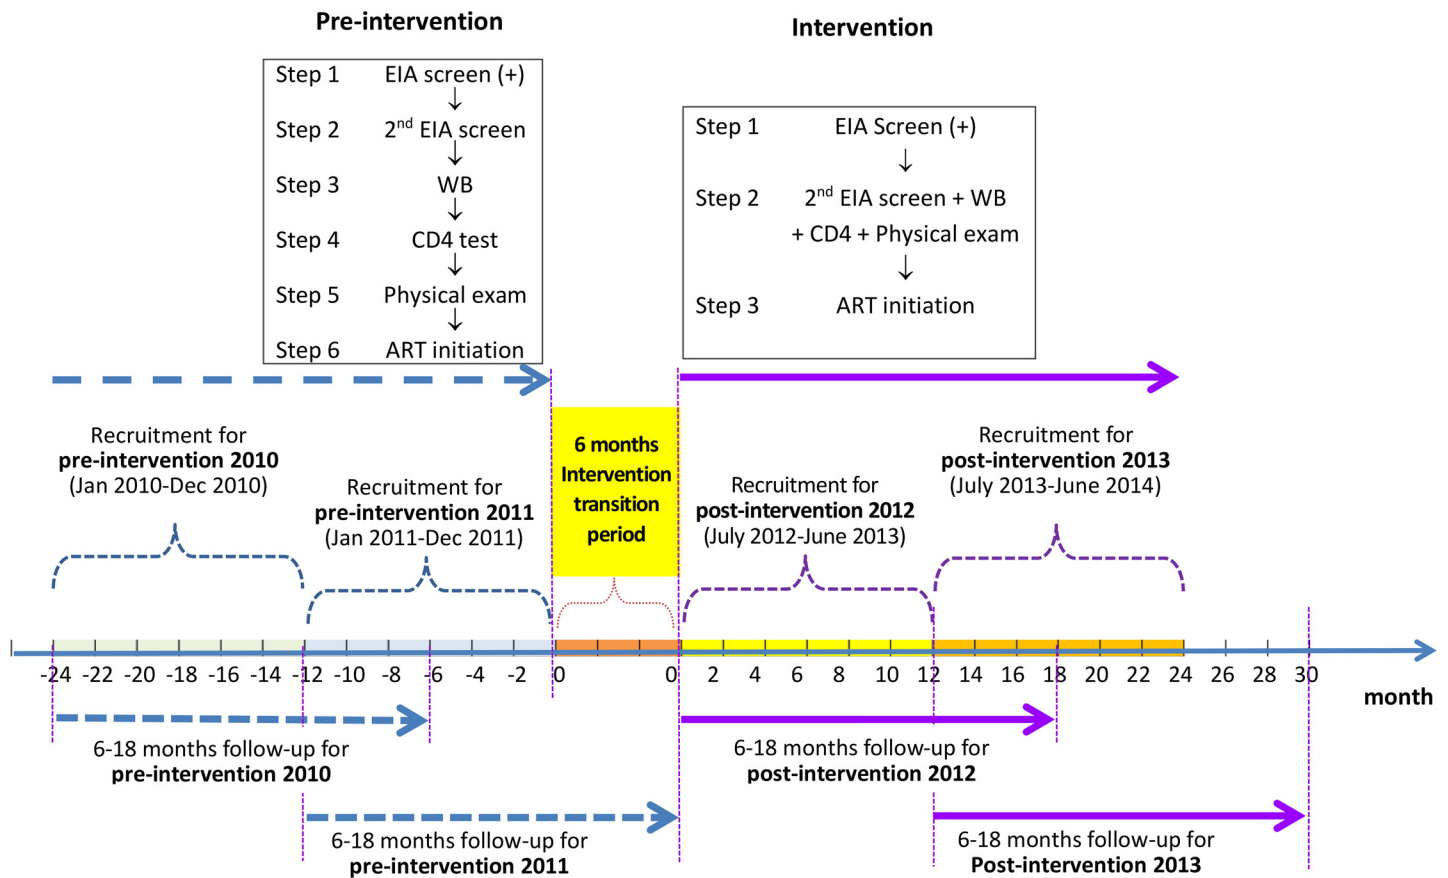 Pre-intervention
Step 1 EIA screen (+)
Step 2 2nd EIA screen
Step 3 WB
Step 4 CD4 test
Step 5 Physical exam
Step 6 ART initiation
Intervention
Step 1 EIA Screen (+)
Step 2 2nd EIA screen + WB
+ CD4 + Physical exam
Step 3 ART initiation
Recruitment for
pre-intervention 2010
(Jan 2010-Dec 2010)
Recruitment for
pre-intervention 2011
(Jan 2011-Dec 2011)
6 months
Intervention
transition
period
Recruitment for
post-intervention 2012
(July 2012-June 2013)
Recruitment for
post-intervention 2013
(July 2013-June 2014)
-24 -22 -20 -18 -16 -14 -12 -10 -8 -6 -4 -2 0 0 2 4 6 8 10 12 14 16 18 20 22 24 26 28 30
month
6-18 months follow-up for
pre-intervention 2010
6-18 months follow-up for
post-intervention 2012
6-18 months follow-up for
pre-intervention 2011
6-18 months follow-up for
Post-intervention 2013